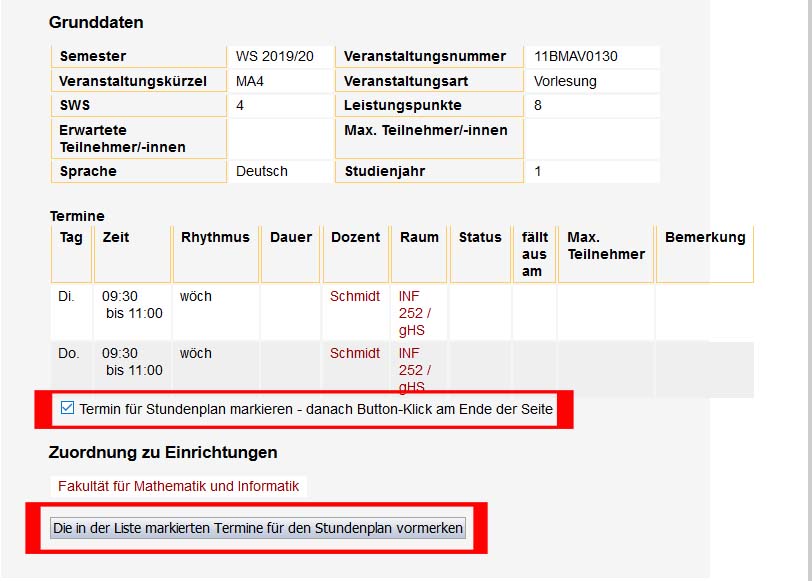 Grunddaten
Semester WS 2019/20 Veranstaltungsnummer 11BMAV0130
Veranstaltungskürzel MA4 Veranstaltungsart Vorlesung
SWS 4 Leistungspunkte 8
Erwartete Max. Teilnehmer/-innen
Teilnehmer/-innen
Sprache Deutsch Studienjahr 1
Termine
Tag Zeit Rhythmus Dauer Dozent Raum Status fällt Max. Bemerkung
aus Teilnehmer
am
Di. 09:30 wöch Schmidt INF
bis 11:00 252 /
gHS
Do. 09:30 wöch Schmidt INF
bis 11:00 252 /
gHS
Termin für Stundenplan markieren - danach Button-Klick am Ende der Seite
Zuordnung zu Einrichtungen
Fakultät für Mathematik und Informatik
Die in der Liste markierten Termine für den Stundenplan vormerken